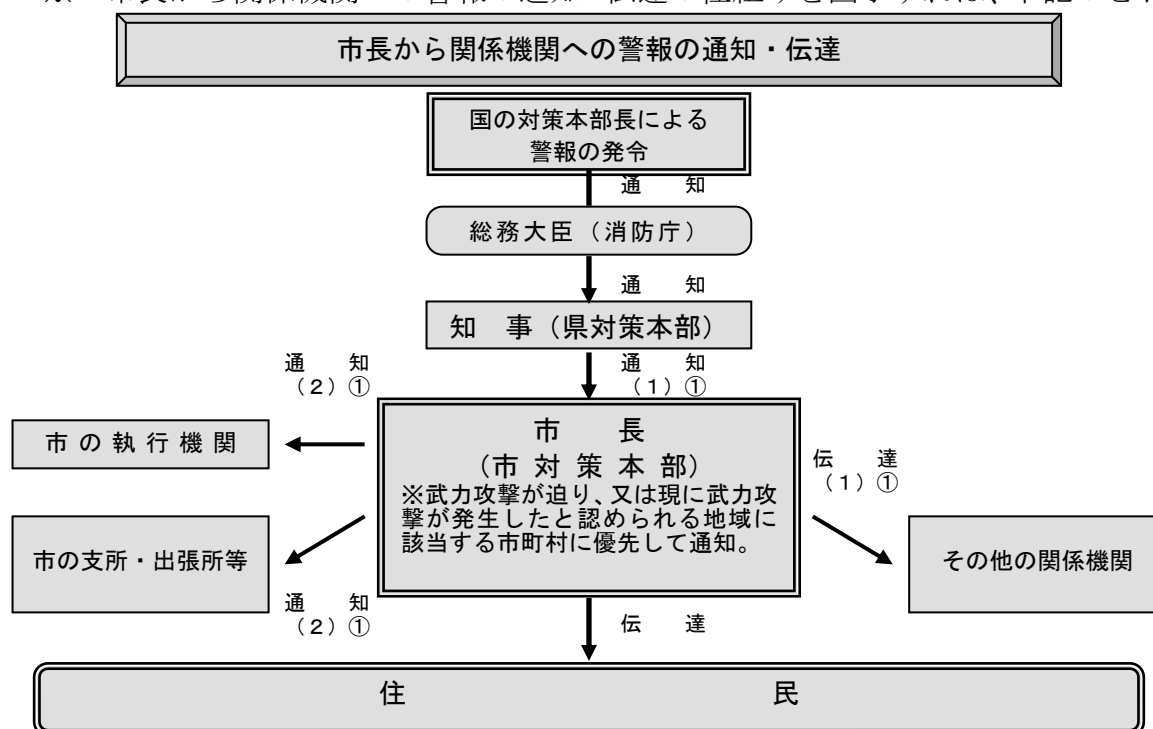 市長から関係機関への警報の通知・伝達
国の対策本部長による
警報の発令
通　知
総務大臣（消防庁）
通　知
知　事（県対策本部）
通　知
（２）①
通　知
（１）①
市の執行機関
市　長
（市対策本部）
※武力攻撃が迫り、又は現に武力攻
撃が発生したと認められる地域に
該当する市町村に優先して通知。
伝　達
（１）①
市の支所・出張所等
その他の関係機関
通　知
（２）①
伝　達
住　民